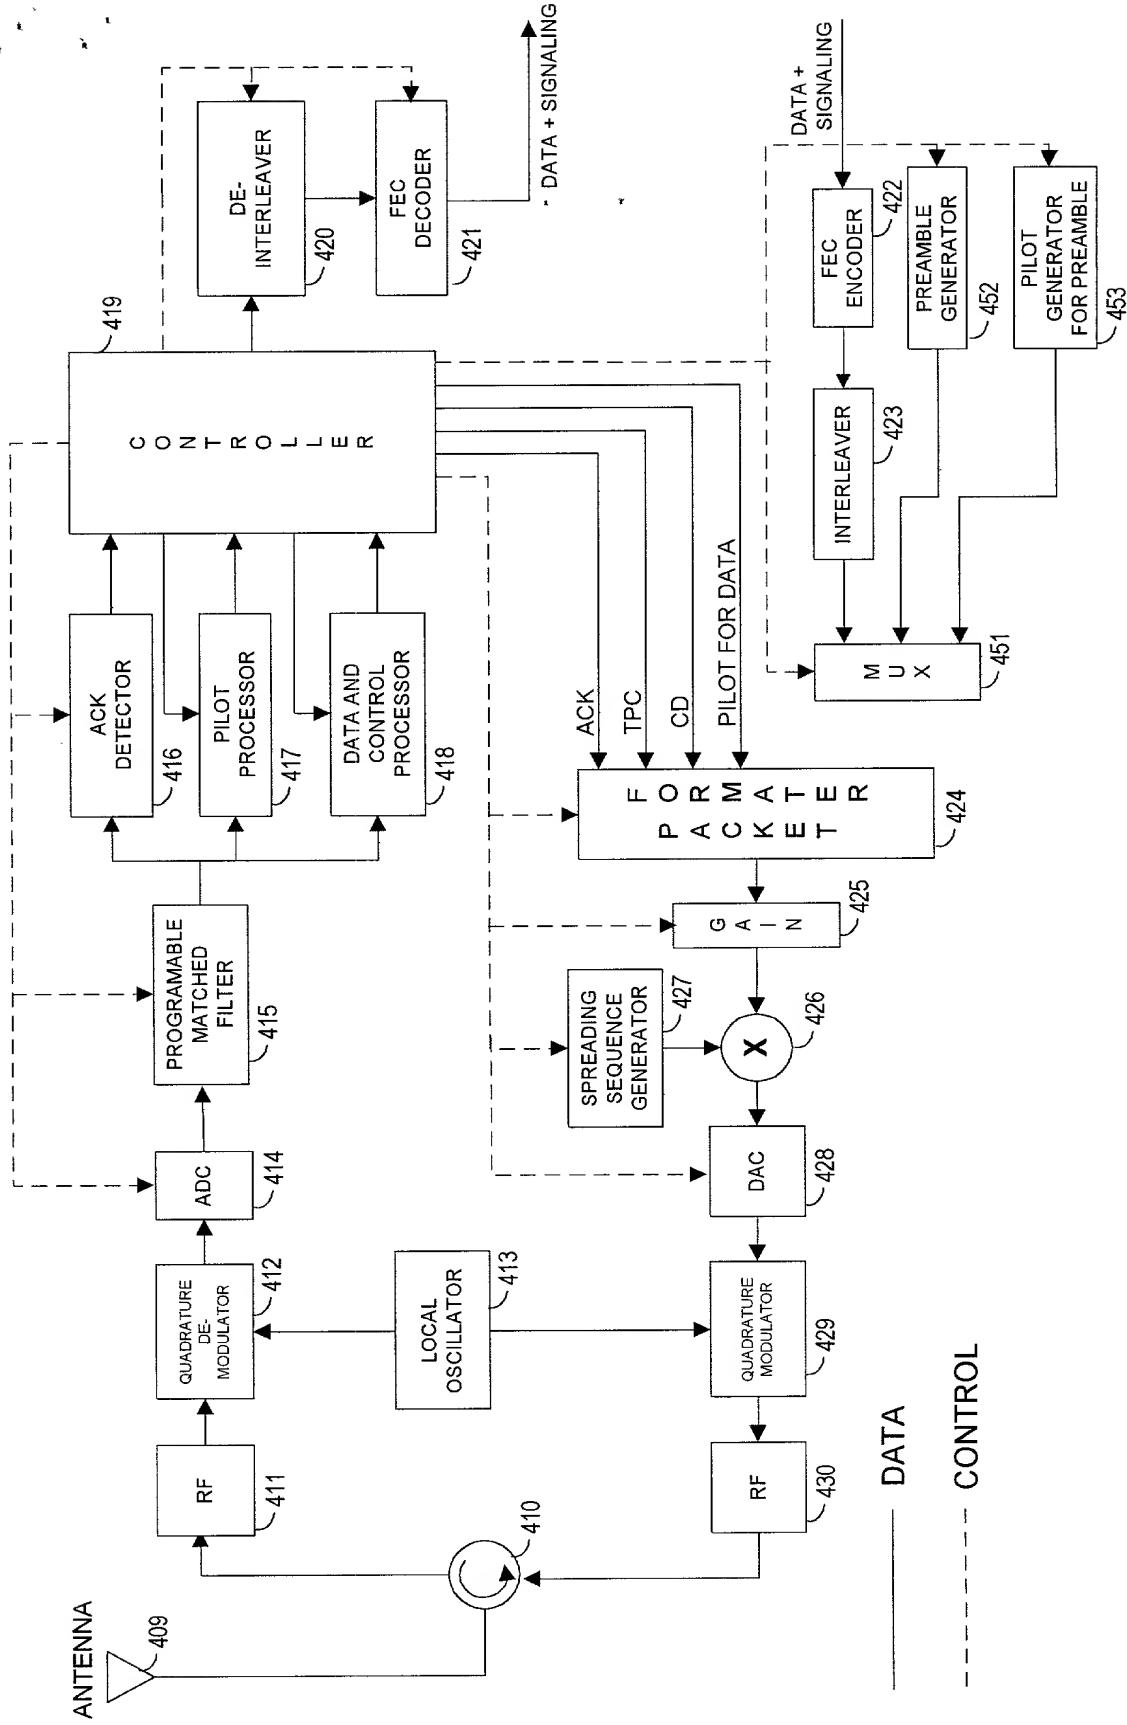 ANTENNA
409
410
RF
411
QUADRATURE
DE-
MODULATOR
412
LOCAL
OSCILLATOR
413
ADC
414
PROGRAMABLE
MATCHED
FILTER
415
ACK
DETECTOR
416
PILOT
PROCESSOR
417
DATA AND
CONTROL
PROCESSOR
418
CONTROLLER
419
DE-
INTERLEAVER
420
FEC
DECODER
421
DATA + SIGNALING
DATA +
SIGNALING
FEC
ENCODER
422
PREAMBLE
GENERATOR
452
PILOT
GENERATOR
FOR PREAMBLE
453
INTERLEAVER
423
MUX
451
ACK
TPC
CD
PILOT FOR DATA
PACKET
FORMATTER
424
GAIN
425
SPREADING
SEQUENCE
GENERATOR
427
X
426
DAC
428
QUADRATURE
MODULATOR
429
RF
430
DATA
CONTROL